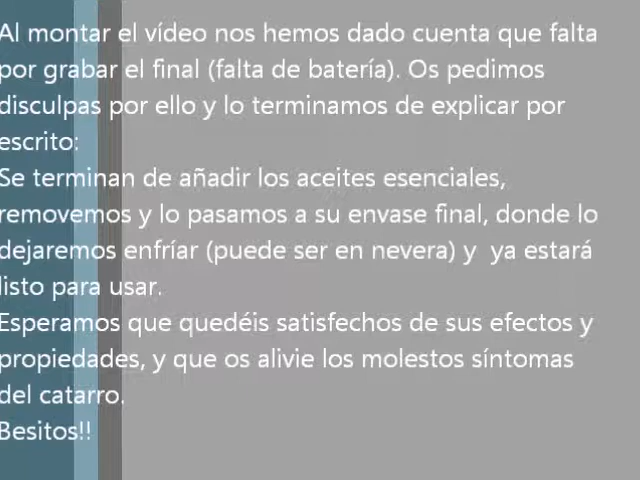 Al montar el vídeo nos hemos dado cuenta que falta
por grabar el final (falta de batería). Os pedimos
disculpas por ello y lo terminamos de explicar por
escrito:
Se terminan de añadir los aceites esenciales,
removemos y lo pasamos a su envase final, donde lo
dejaremos enfríar (puede ser en nevera) y  ya estará
listo para usar.
Esperamos que quedéis satisfechos de sus efectos y
propiedades, y que os alivie los molestos síntomas
del catarro.
Besitos!!